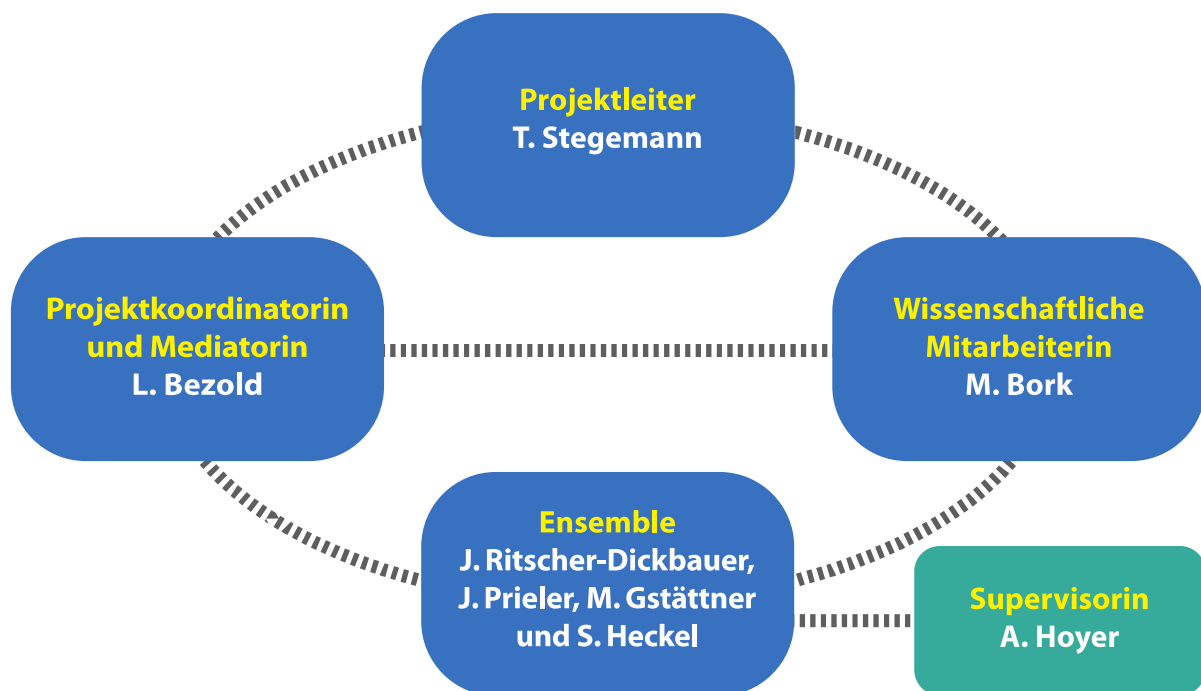 Projektleiter
T. Stegemann
Projektkoordinatorin
und Mediatorin
L. Bezold
Wissenschaftliche
Mitarbeiterin
M. Bork
Ensemble
J. Ritscher-Dickbauer,
J. Prieler, M. Gstättner
und S. Heckel
Supervisorin
A. Hoyer